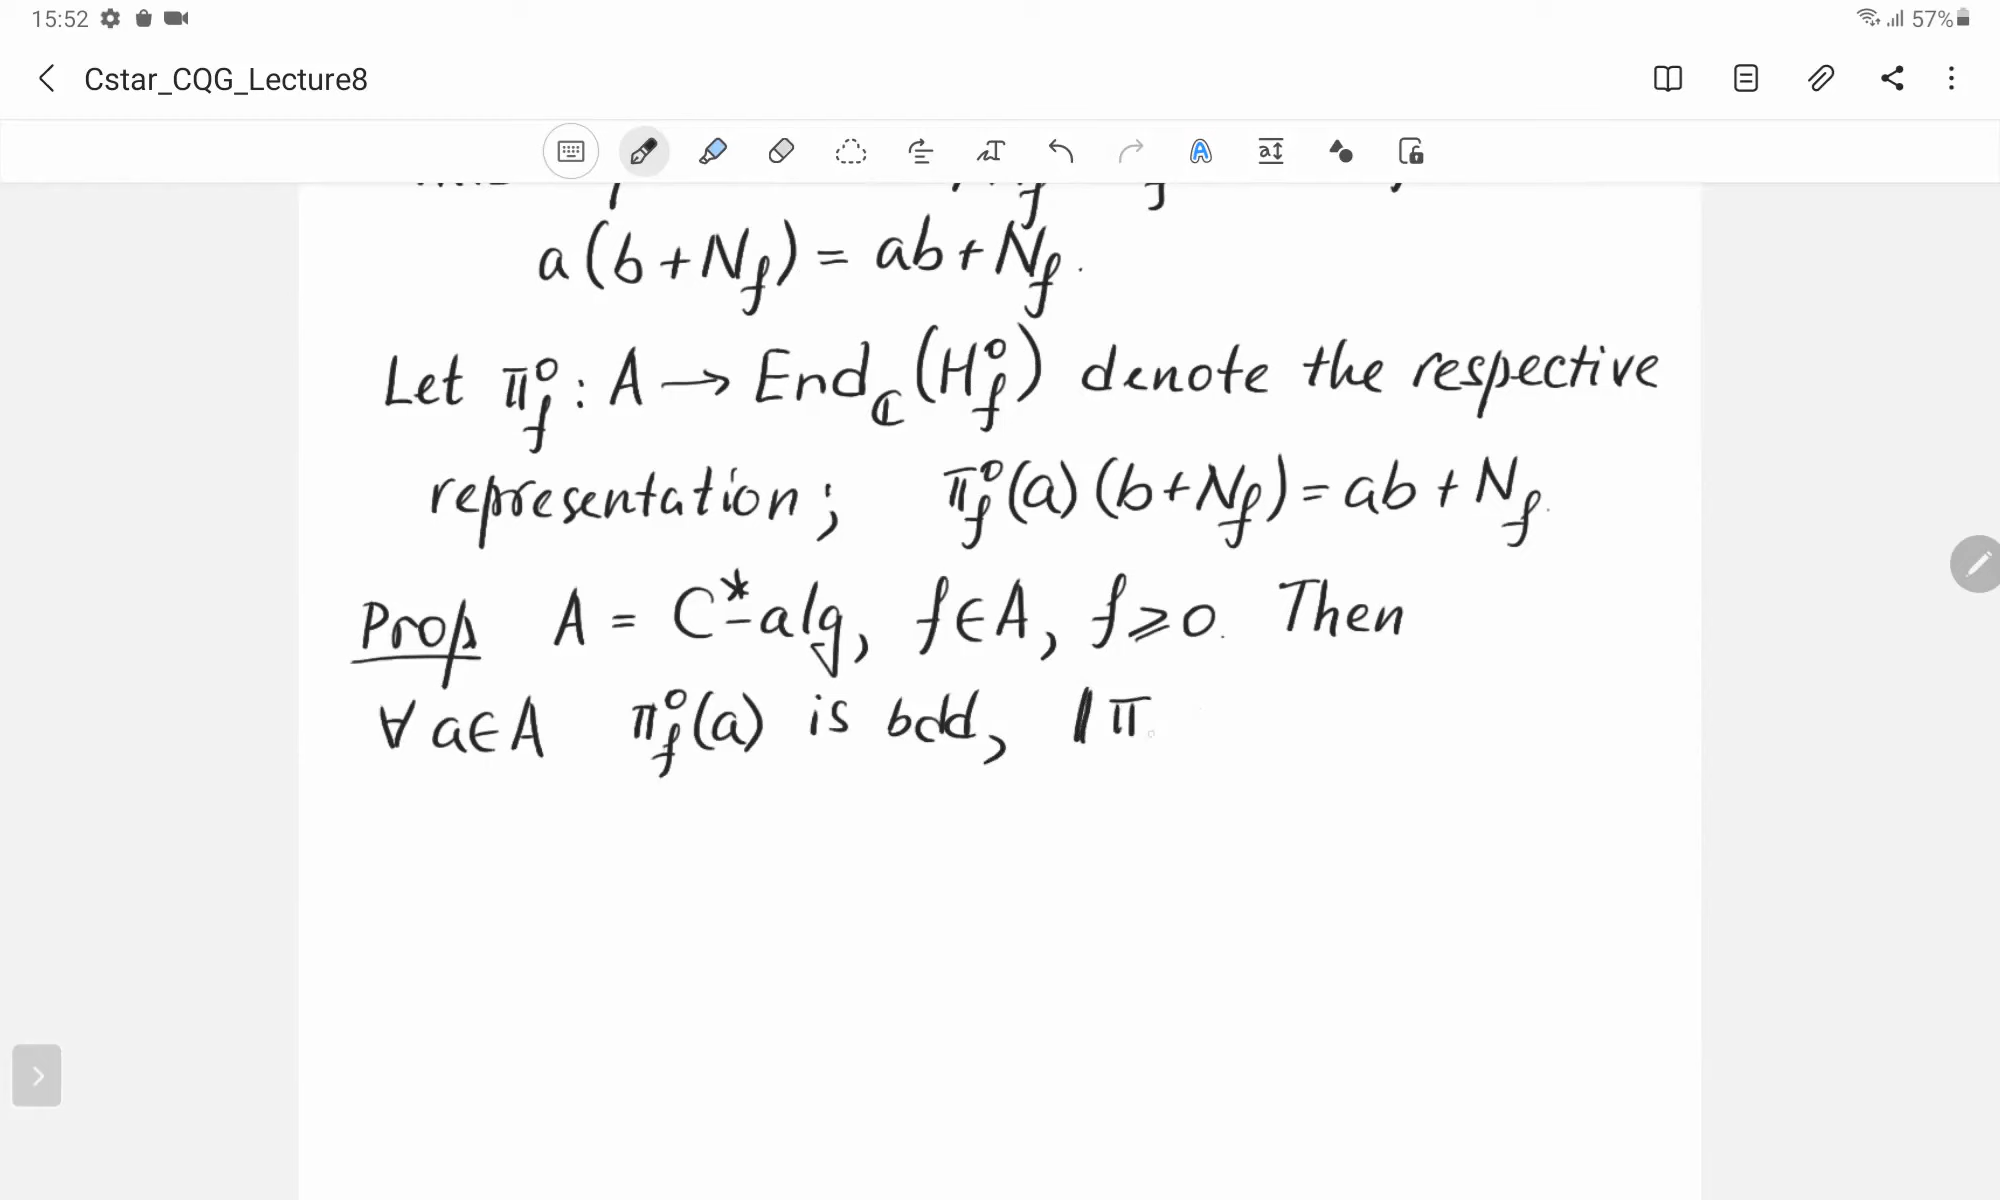 15:52
57%
Cstar_CQG_Lecture8
a(b+N_f) = ab+N_f.
Let π_f^0 : A → End_ℂ(H_f^0) denote the respective
representation; π_f^0(a)(b+N_f) = ab+N_f.
Prop A = C*-alg, f∈A, f⩾0. Then
∀ a∈A π_f^0(a) is bdd, ‖π